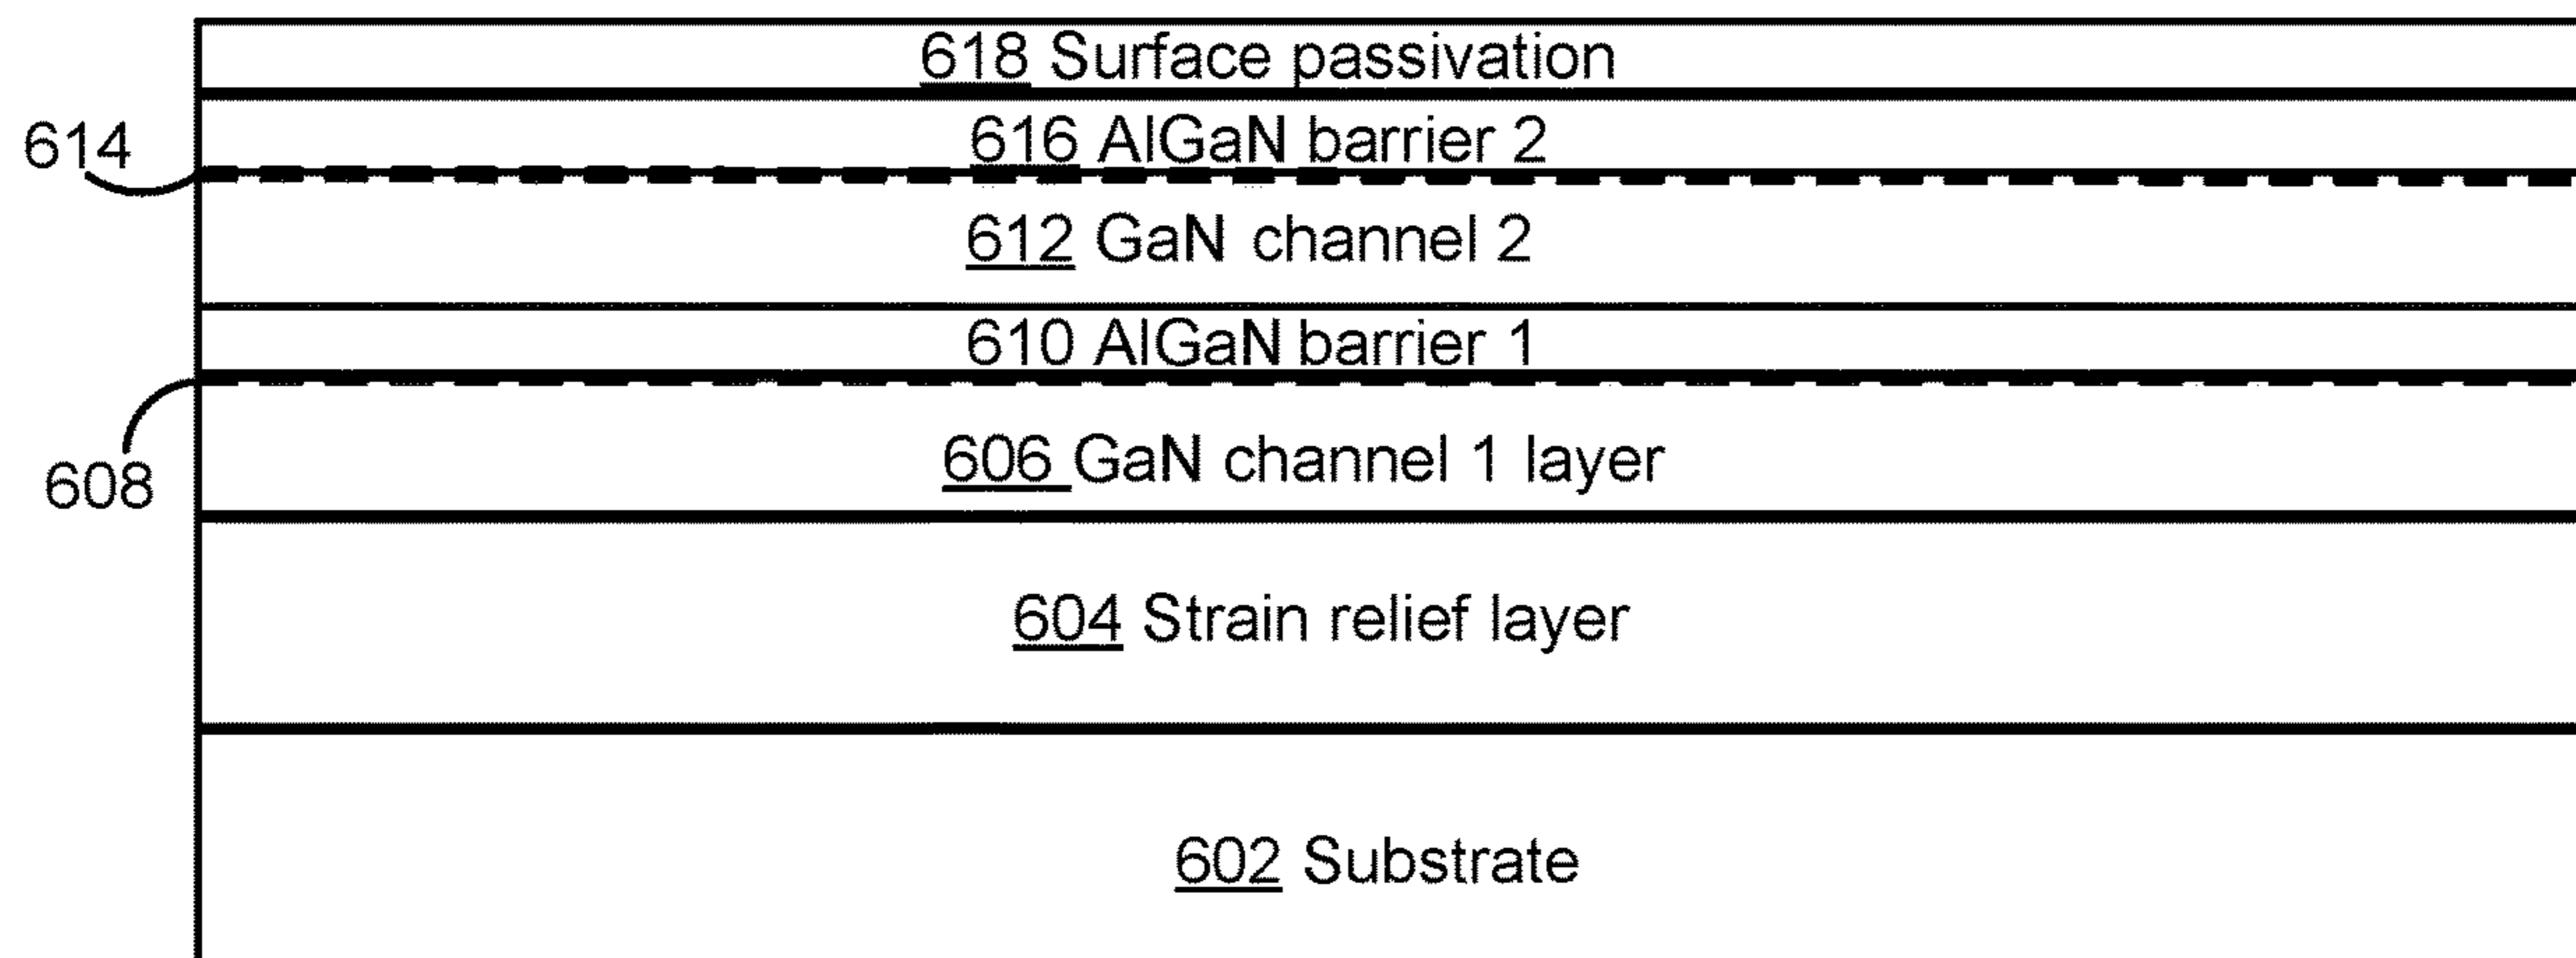 618 Surface passivation
614
616 AlGaN barrier 2
612 GaN channel 2
610 AlGaN barrier 1
608
606 GaN channel 1 layer
604 Strain relief layer
602 Substrate